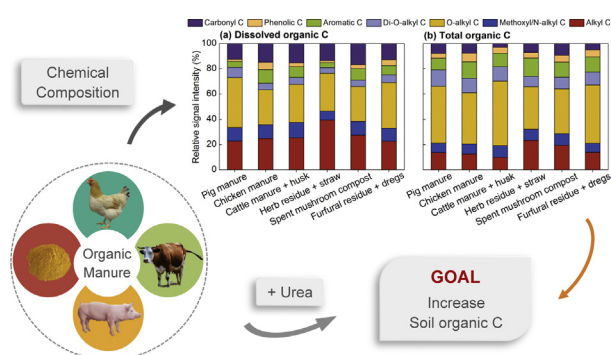 Carbonyl C Phenolic C Aromatic C Di-O-alkyl C O-alkyl C Methoxyl/N-alkyl C Alkyl C
(a) Dissolved organic C
(b) Total organic C
Relative signal intensity (%)
100
80
60
40
20
0
Pig manure
Chicken manure
Cattle manure + husk
Herb residue + straw
Spent mushroom compost
Furfural residue + dregs
Pig manure
Chicken manure
Cattle manure + husk
Herb residue + straw
Spent mushroom compost
Furfural residue + dregs
Chemical
Composition
Organic
Manure
+ Urea
GOAL
Increase
Soil organic C